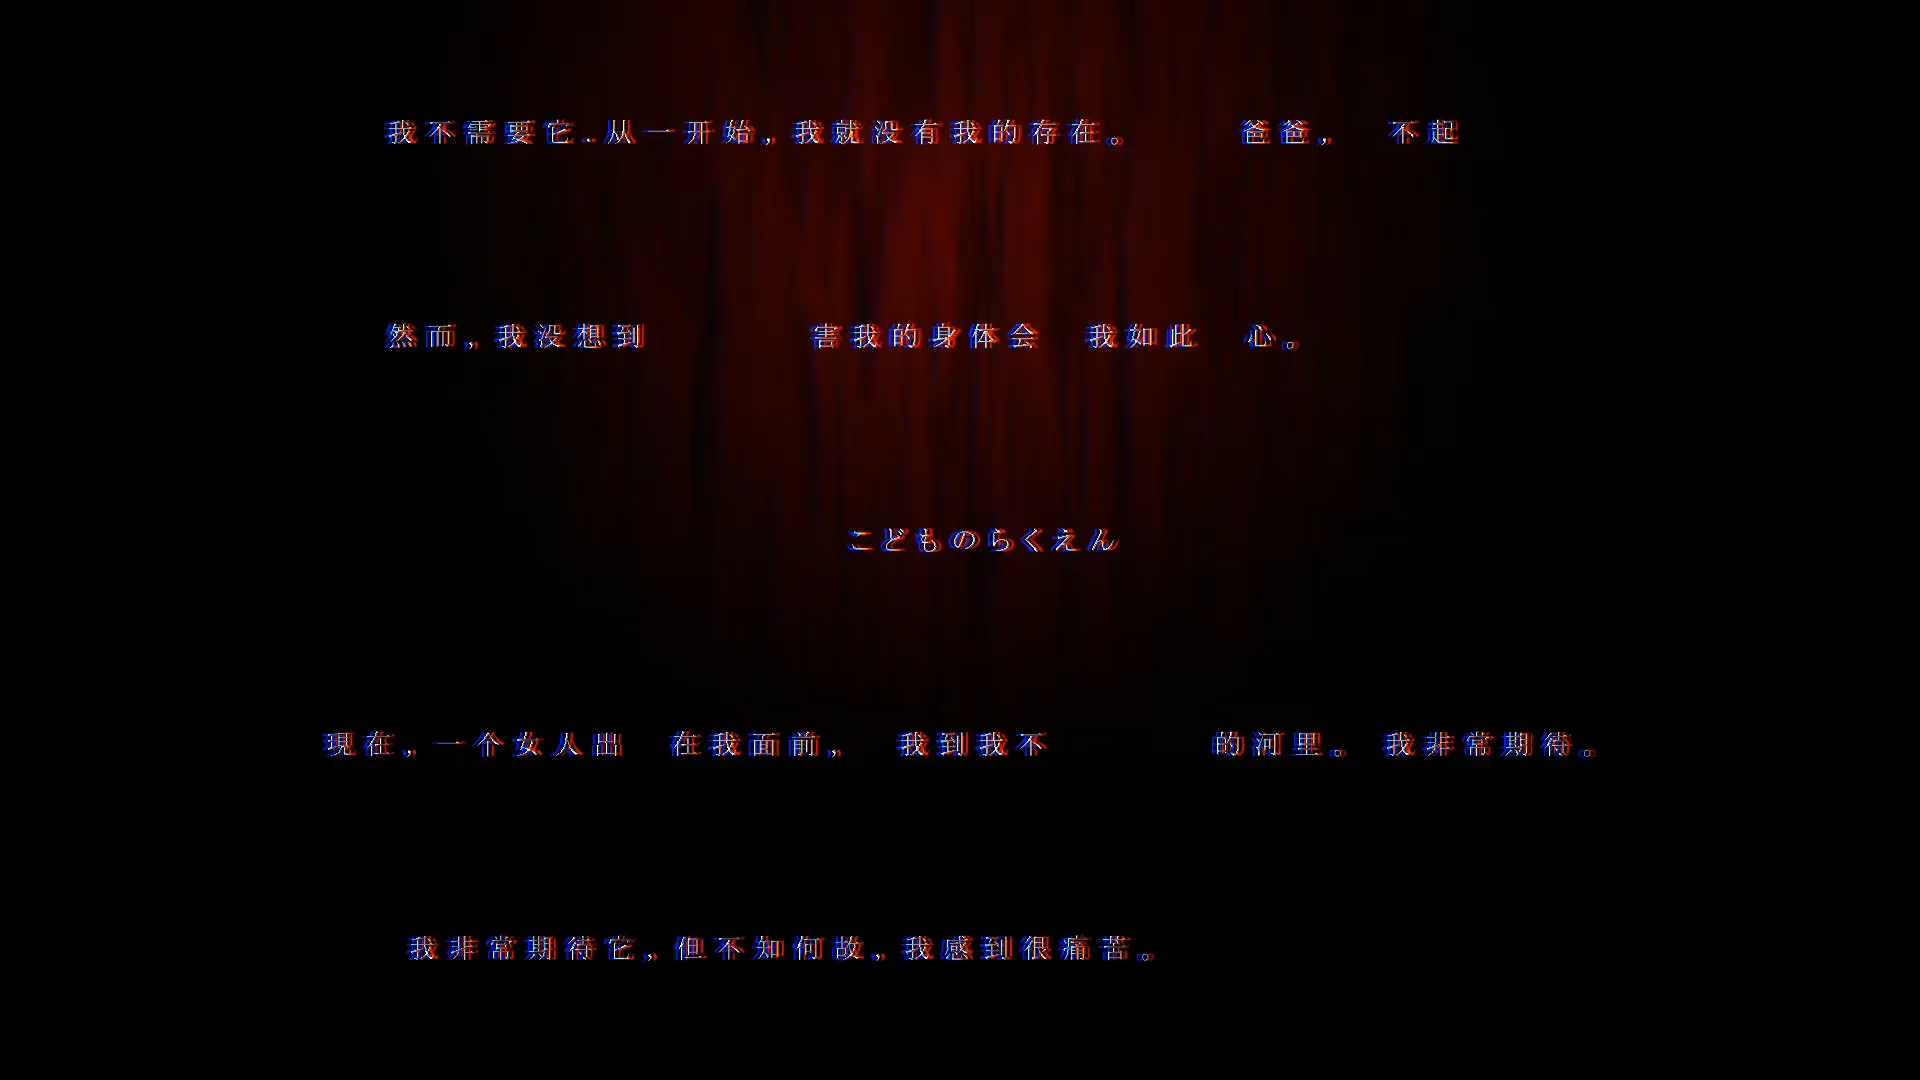 我不需要它..从一开始，我就没有我的存在。 爸爸， 不起
然而，我没想到 害我的身体会 我如此 心。
こどものらくえん
現在，一个女人出 在我面前， 我到我不 的河里。 我非常期待。
我非常期待它，但不知何故，我感到很痛苦。